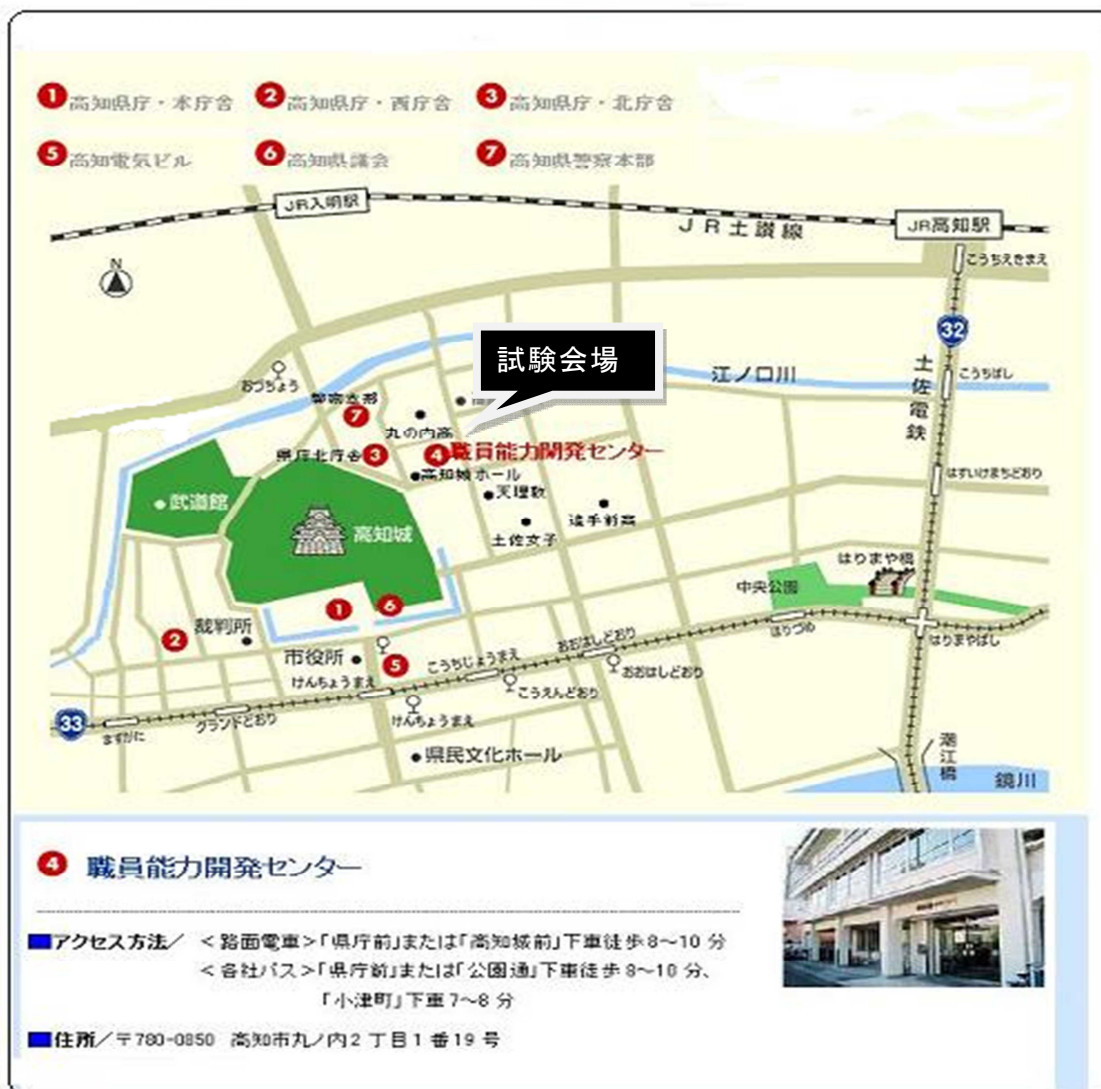 1 高知県庁・本庁舎 2 高知県庁・西庁舎 3 高知県庁・北庁舎
5 高知電気ビル 6 高知県議会 7 高知県警察本部
JR入明駅
JR土讃線
JR高知駅
こうちえきまえ
N
32
試験会場
江ノ口川
土佐電鉄
こうちばし
おづちょう
警察本部
7
丸の内高
県庁北庁舎 3
4 職員能力開発センター
高知城ホール
天理教
はすいけまちどおり
武道館
追手前高
土佐女子
高知城
はりまや橋
中央公園
1
6
裁判所
2
市役所
5
けんちょうまえ
こうちじょうまえ
おおはしどおり
ほりづめ
はりまやばし
おおはしどおり
こうえんどおり
けんちょうまえ
グランドどおり
33
ますがた
県民文化ホール
潮江橋
鏡川
4 職員能力開発センター
アクセス方法／ ＜路面電車＞「県庁前」または「高知城前」下車徒歩8～10分
＜各社バス＞「県庁前」または「公園通」下車徒歩8～10分、
「小津町」下車7～8分
住所／〒780-0850 高知市丸ノ内2丁目1番19号